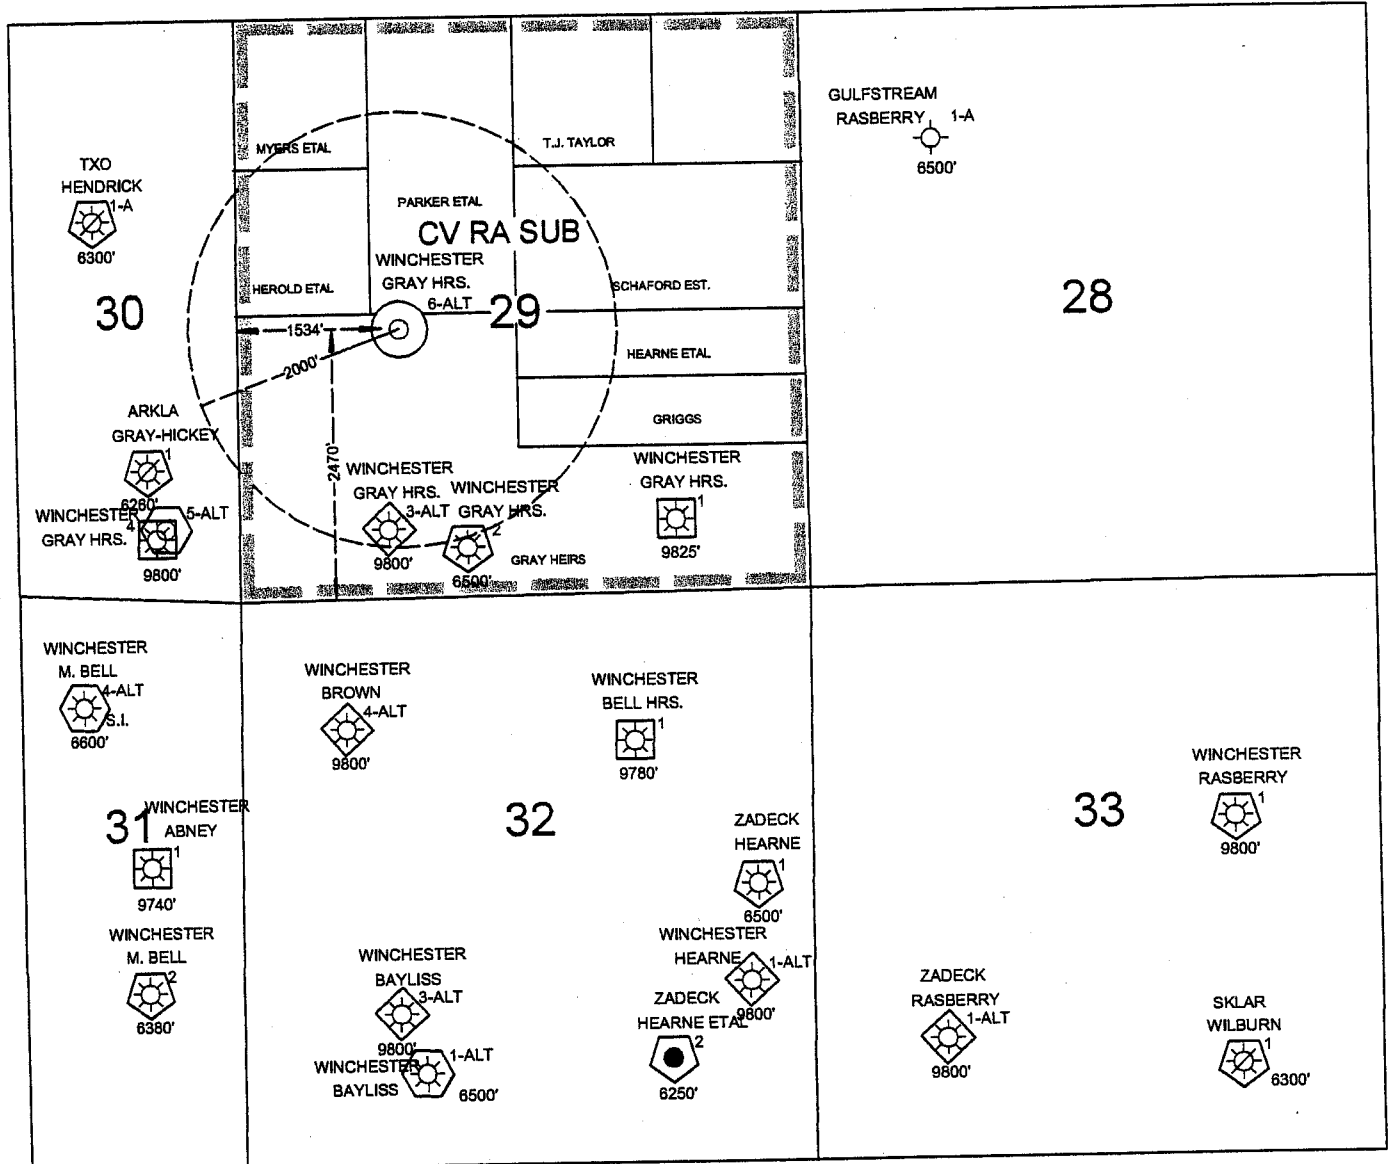 MYERS ETAL
T.J. TAYLOR
PARKER ETAL
CV RA SUB
WINCHESTER
GRAY HRS.
6-ALT
HEROLD ETAL
SCHAFORD EST.
29
1534'
2000'
2470'
HEARNE ETAL
GRIGGS
WINCHESTER
GRAY HRS.
3-ALT
9800'
WINCHESTER
GRAY HRS.
2
6500'
GRAY HEIRS
WINCHESTER
GRAY HRS.
1
9825'
TXO
HENDRICK
1-A
6300'
30
ARKLA
GRAY-HICKEY
1
6260'
WINCHESTER
GRAY HRS.
4
5-ALT
9800'
GULFSTREAM
RASBERRY
1-A
6500'
28
WINCHESTER
M. BELL
4-ALT
S.I.
6600'
31
WINCHESTER
ABNEY
1
9740'
WINCHESTER
M. BELL
2
6380'
WINCHESTER
BROWN
4-ALT
9800'
WINCHESTER
BELL HRS.
1
9780'
32
ZADECK
HEARNE
1
6500'
WINCHESTER
HEARNE
1-ALT
9800'
WINCHESTER
BAYLISS
3-ALT
9800'
WINCHESTER
BAYLISS
1-ALT
6500'
ZADECK
HEARNE ETAL
2
6250'
33
WINCHESTER
RASBERRY
1
9800'
ZADECK
RASBERRY
1-ALT
9800'
SKLAR
WILBURN
1
6300'